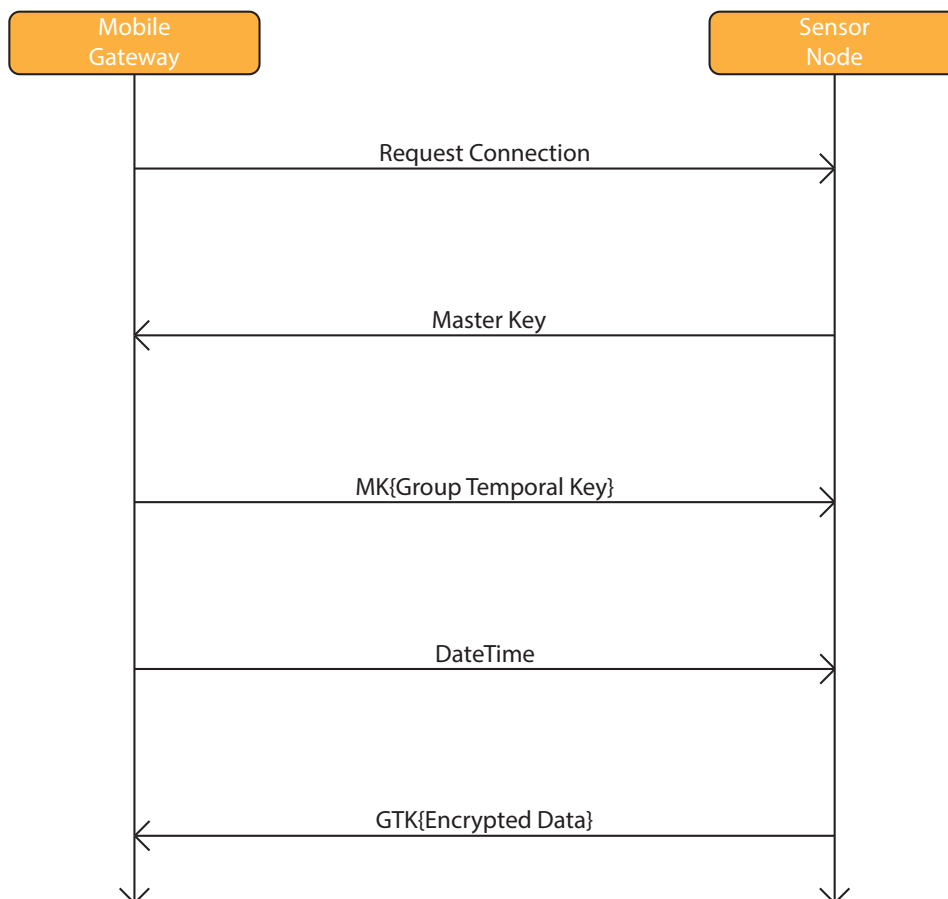 Mobile
Gateway
Sensor
Node
Request Connection
Master Key
MK{Group Temporal Key}
DateTime
GTK{Encrypted Data}